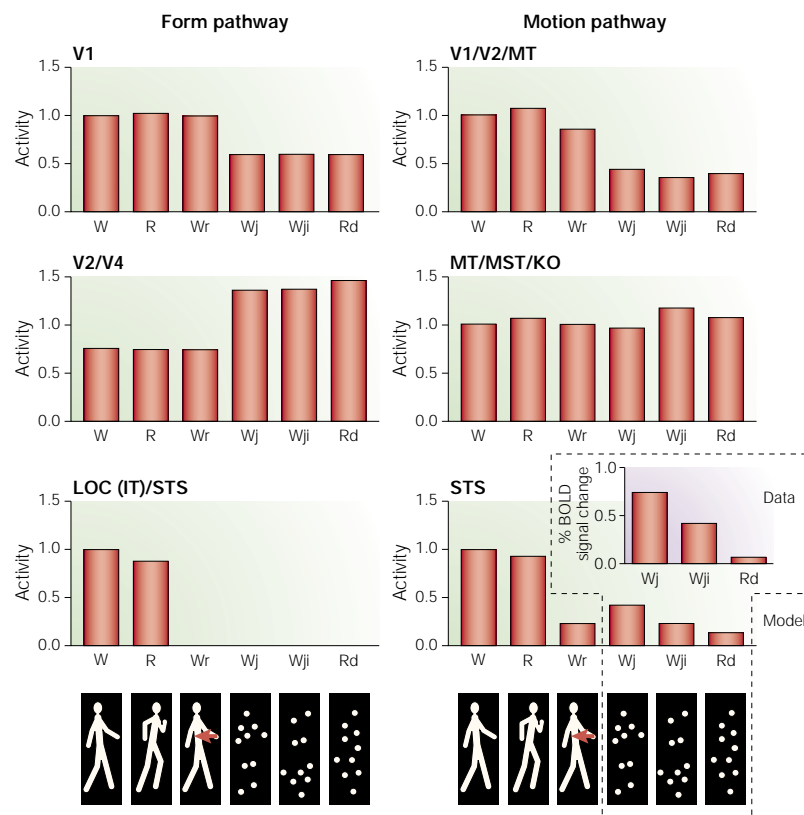 Form pathway
V1
Activity
1.5
1.0
0.5
0.0
W R Wr Wj Wji Rd
V2/V4
Activity
1.5
1.0
0.5
0.0
W R Wr Wj Wji Rd
LOC (IT)/STS
Activity
1.5
1.0
0.5
0.0
W R Wr Wj Wji Rd
Motion pathway
V1/V2/MT
Activity
1.5
1.0
0.5
0.0
W R Wr Wj Wji Rd
MT/MST/KO
Activity
1.5
1.0
0.5
0.0
W R Wr Wj Wji Rd
STS
Activity
1.5
1.0
0.5
0.0
W R Wr Wj Wji Rd
% BOLD
signal change
1.0
0.5
0.0
Wj Wji Rd
Data
Model